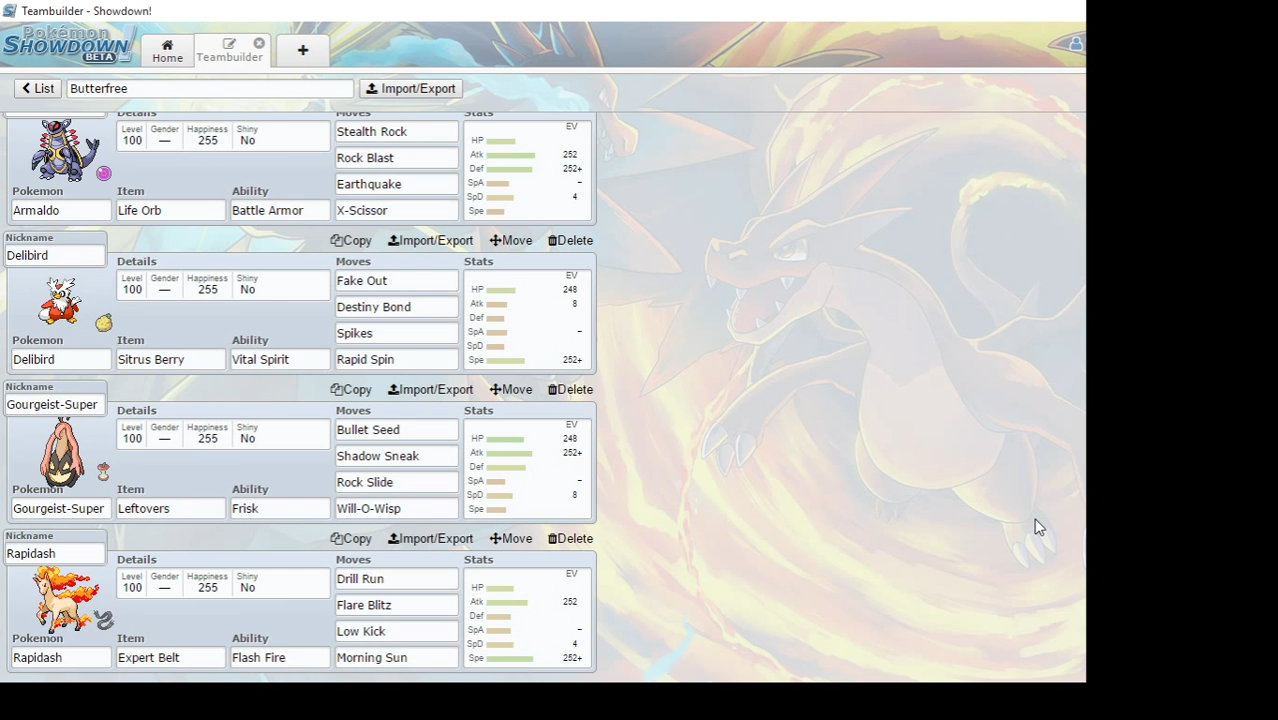 Teambuilder - Showdown!
Pokémon
SHOWDOWN!
BETA
Home
Teambuilder
+
List
Butterfree
Import/Export
Details
Moves
Stats
Level Gender Happiness Shiny
100 — 255 No
Stealth Rock
Rock Blast
Earthquake
X-Scissor
EV
HP
Atk 252
Def 252+
SpA –
SpD 4
Spe
Pokemon Item Ability
Armaldo Life Orb Battle Armor
Copy Import/Export Move Delete
Nickname
Delibird
Details
Moves
Stats
Level Gender Happiness Shiny
100 — 255 No
Fake Out
Destiny Bond
Spikes
Rapid Spin
EV
HP 248
Atk 8
Def
SpA –
SpD
Spe 252+
Pokemon Item Ability
Delibird Sitrus Berry Vital Spirit
Copy Import/Export Move Delete
Nickname
Gourgeist-Super
Details
Moves
Stats
Level Gender Happiness Shiny
100 — 255 No
Bullet Seed
Shadow Sneak
Rock Slide
Will-O-Wisp
EV
HP 248
Atk 252+
Def
SpA –
SpD 8
Spe
Pokemon Item Ability
Gourgeist-Super Leftovers Frisk
Copy Import/Export Move Delete
Nickname
Rapidash
Details
Moves
Stats
Level Gender Happiness Shiny
100 — 255 No
Drill Run
Flare Blitz
Low Kick
Morning Sun
EV
HP
Atk 252
Def
SpA –
SpD 4
Spe 252+
Pokemon Item Ability
Rapidash Expert Belt Flash Fire